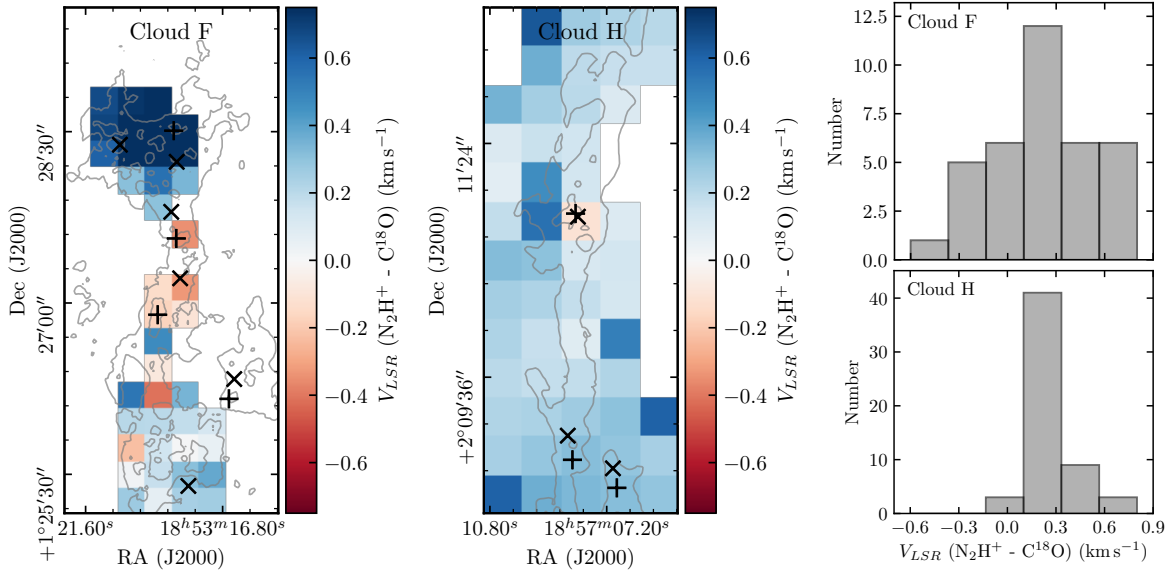 Cloud F
0.6
0.4
0.2
0.0
−0.2
−0.4
−0.6
V_LSR (N₂H⁺ - C¹⁸O) (km s⁻¹)
28′30″
27′00″
+1°25′30″
Dec (J2000)
21.60ˢ
18ʰ53ᵐ16.80ˢ
RA (J2000)
Cloud H
0.6
0.4
0.2
0.0
−0.2
−0.4
−0.6
V_LSR (N₂H⁺ - C¹⁸O) (km s⁻¹)
11′24″
+2°09′36″
Dec (J2000)
10.80ˢ
18ʰ57ᵐ07.20ˢ
RA (J2000)
Cloud F
12.5
10.0
7.5
5.0
2.5
0.0
Number
Cloud H
40
30
20
10
0
Number
−0.6
−0.3
0.0
0.3
0.6
0.9
V_LSR (N₂H⁺ - C¹⁸O) (km s⁻¹)